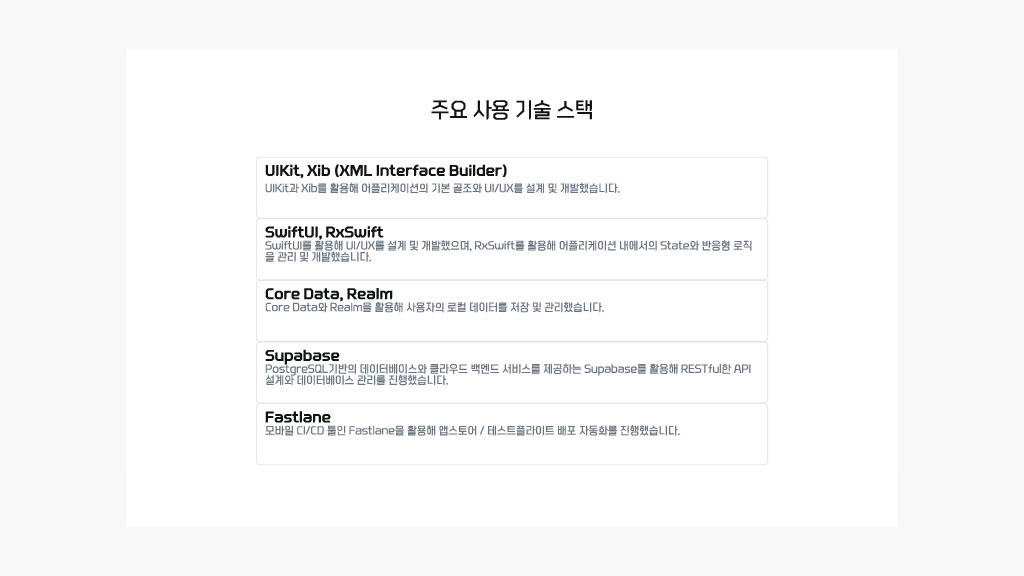 주요 사용 기술 스택
UIKit, Xib (XML Interface Builder)
UIKit과 Xib를 활용해 어플리케이션의 기본 골조와 UI/UX를 설계 및 개발했습니다.
SwiftUI, RxSwift
SwiftUI를 활용해 UI/UX를 설계 및 개발했으며, RxSwift를 활용해 어플리케이션 내에서의 State와 반응형 로직
을 관리 및 개발했습니다.
Core Data, Realm
Core Data와 Realm을 활용해 사용자의 로컬 데이터를 저장 및 관리했습니다.
Supabase
PostgreSQL기반의 데이터베이스와 클라우드 백엔드 서비스를 제공하는 Supabase를 활용해 RESTful한 API
설계와 데이터베이스 관리를 진행했습니다.
Fastlane
모바일 CI/CD 툴인 Fastlane을 활용해 앱스토어 / 테스트플라이트 배포 자동화를 진행했습니다.